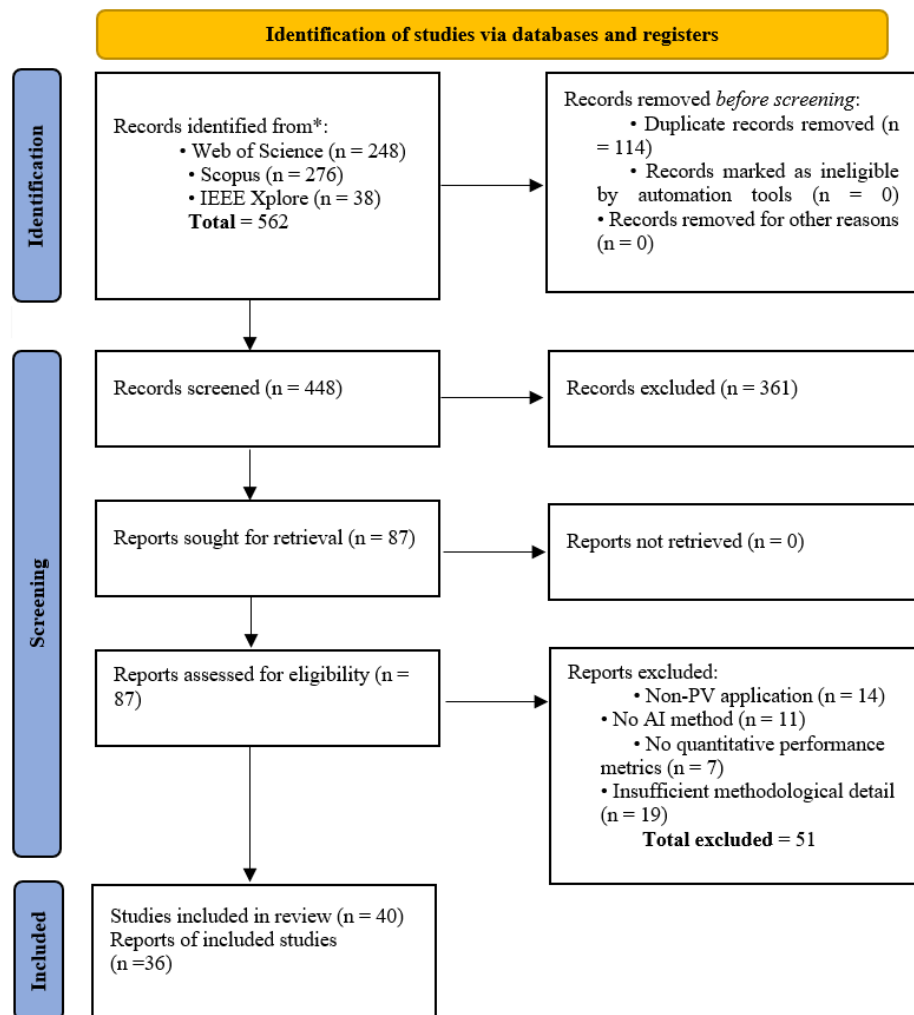 Identification of studies via databases and registers
Identification
Records identified from*:
• Web of Science (n = 248)
• Scopus (n = 276)
• IEEE Xplore (n = 38)
Total = 562
Records removed before screening:
• Duplicate records removed (n
= 114)
• Records marked as ineligible
by automation tools (n = 0)
• Records removed for other reasons
(n = 0)
Screening
Records screened (n = 448)
Records excluded (n = 361)
Reports sought for retrieval (n = 87)
Reports not retrieved (n = 0)
Reports assessed for eligibility (n =
87)
Reports excluded:
• Non-PV application (n = 14)
• No AI method (n = 11)
• No quantitative performance
metrics (n = 7)
• Insufficient methodological detail
(n = 19)
Total excluded = 51
Included
Studies included in review (n = 40)
Reports of included studies
(n =36)